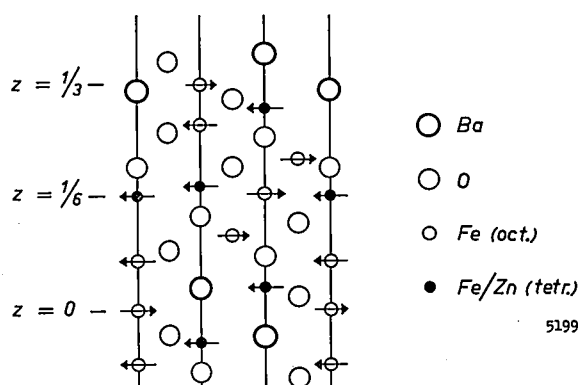 z = 1/3
z = 1/6
z = 0
Ba
O
Fe (oct.)
Fe/Zn (tetr.)
5199